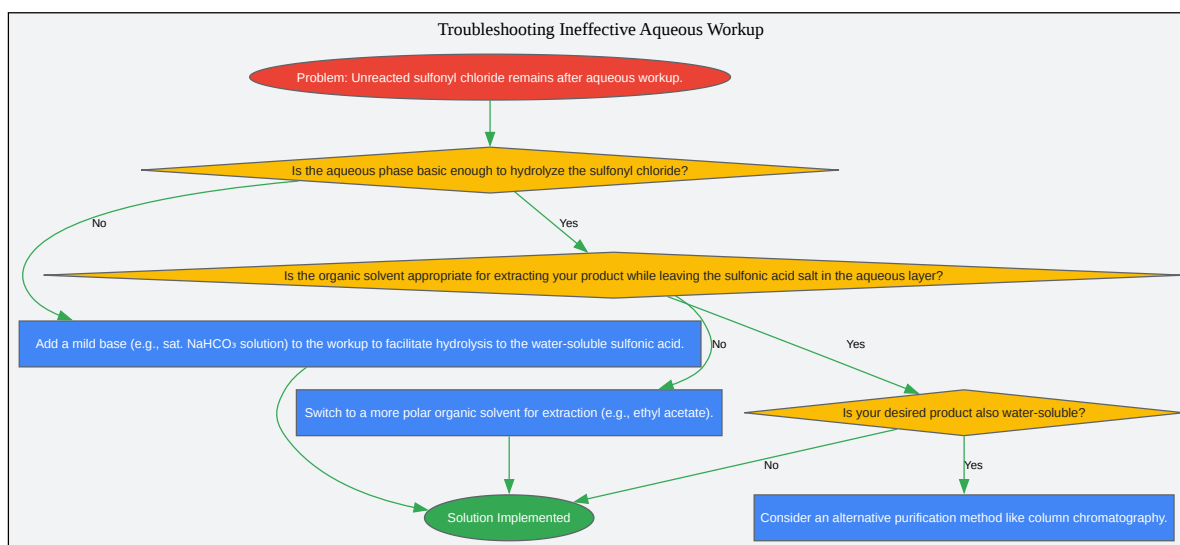 Troubleshooting Ineffective Aqueous Workup
Problem: Unreacted sulfonyl chloride remains after aqueous workup.
Is the aqueous phase basic enough to hydrolyze the sulfonyl chloride?
No
Yes
Is the organic solvent appropriate for extracting your product while leaving the sulfonic acid salt in the aqueous layer?
Add a mild base (e.g., sat. NaHCO₃ solution) to the workup to facilitate hydrolysis to the water-soluble sulfonic acid.
No
Yes
Switch to a more polar organic solvent for extraction (e.g., ethyl acetate).
Is your desired product also water-soluble?
No
Yes
Solution Implemented
Consider an alternative purification method like column chromatography.